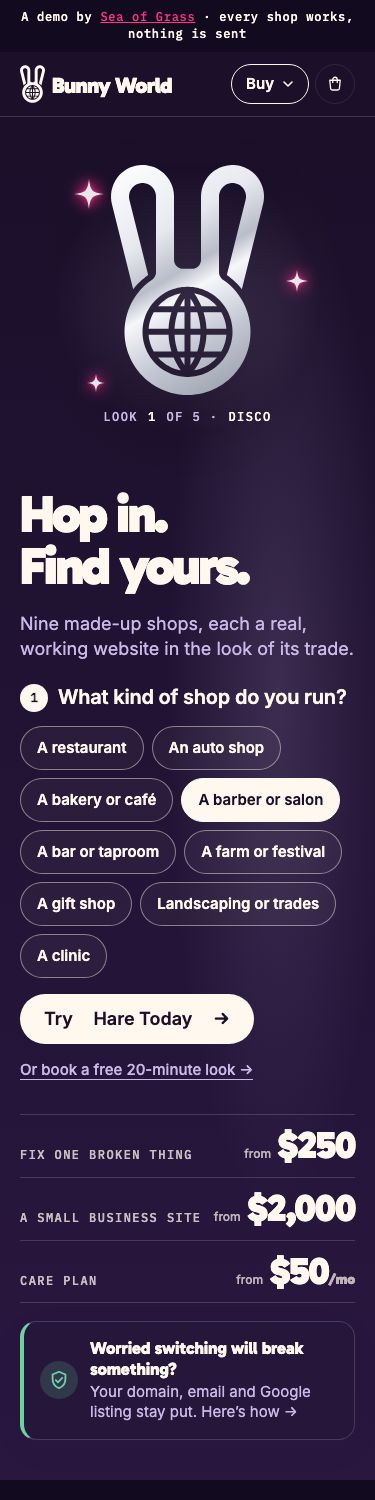 A demo by Sea of Grass · every shop works,
nothing is sent
Bunny World
Buy
LOOK 1 OF 5 · DISCO
Hop in.
Find yours.
Nine made-up shops, each a real,
working website in the look of its trade.
1 What kind of shop do you run?
A restaurant
An auto shop
A bakery or café
A barber or salon
A bar or taproom
A farm or festival
A gift shop
Landscaping or trades
A clinic
Try Hare Today →
Or book a free 20-minute look →
FIX ONE BROKEN THING from $250
A SMALL BUSINESS SITE from $2,000
CARE PLAN from $50/mo
Worried switching will break
something?
Your domain, email and Google
listing stay put. Here's how →